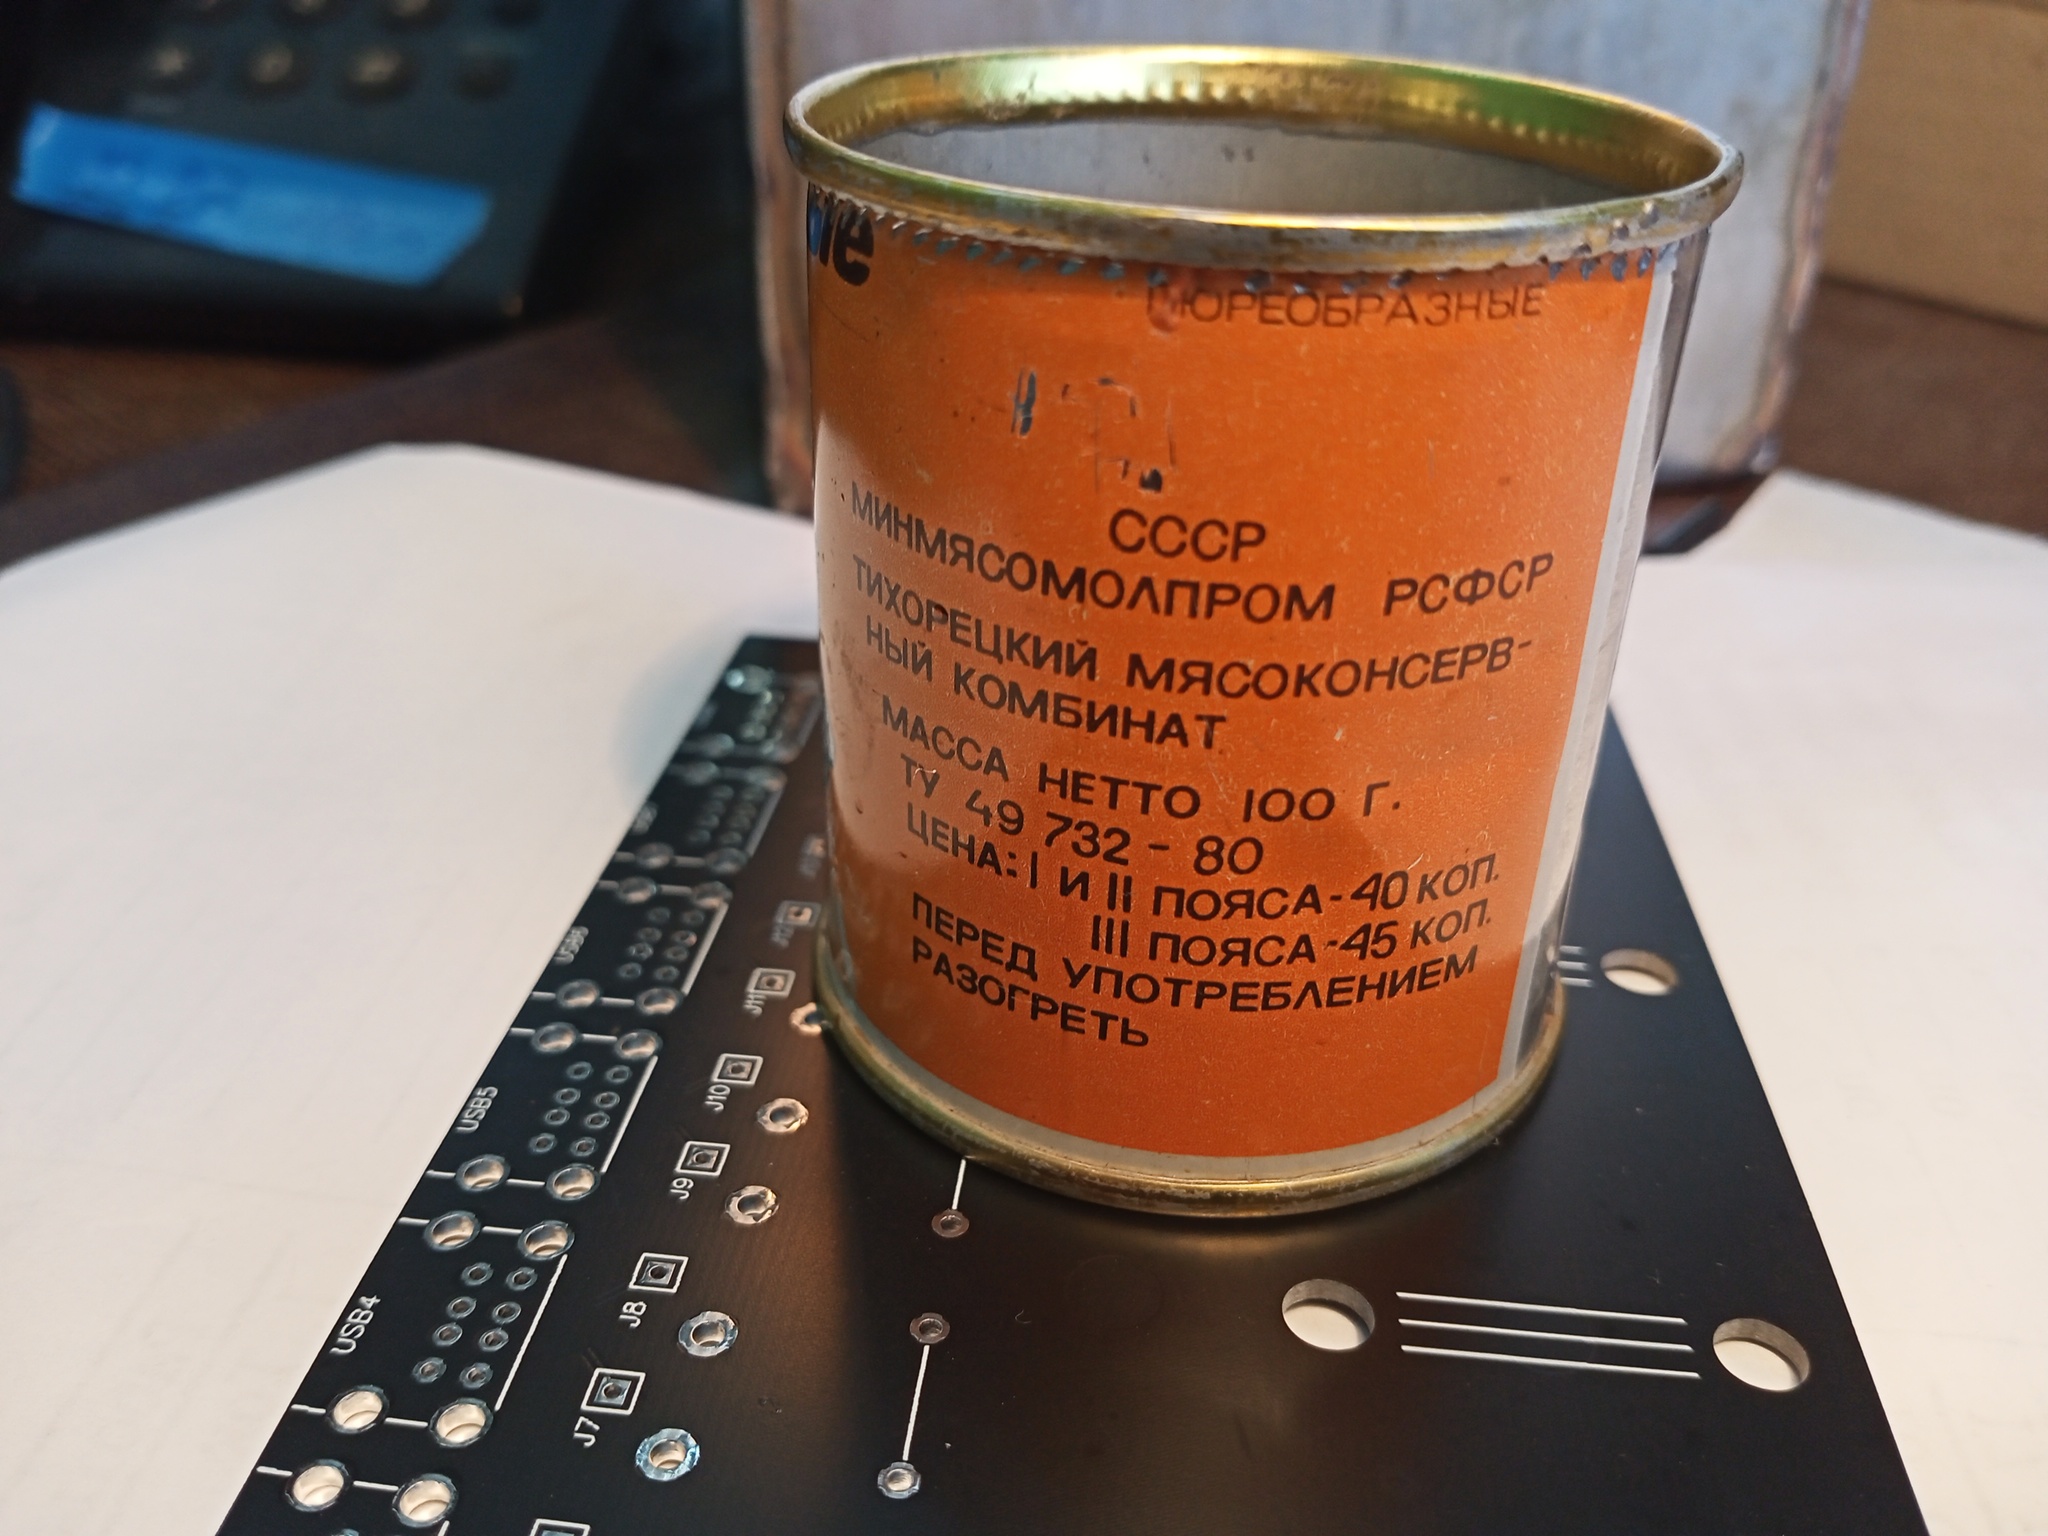 ПЮРЕОБРАЗНЫЕ
СССР
МИНМЯСОМОЛПРОМ РСФСР
ТИХОРЕЦКИЙ МЯСОКОНСЕРВ-
НЫЙ КОМБИНАТ
МАССА НЕТТО 100 Г.
ТУ 49 732 - 80
ЦЕНА: I И II ПОЯСА-40 КОП.
III ПОЯСА-45 КОП.
ПЕРЕД УПОТРЕБЛЕНИЕМ
РАЗОГРЕТЬ
J12
USB6
J11
J10
USB5
J9
J8
USB4
J7